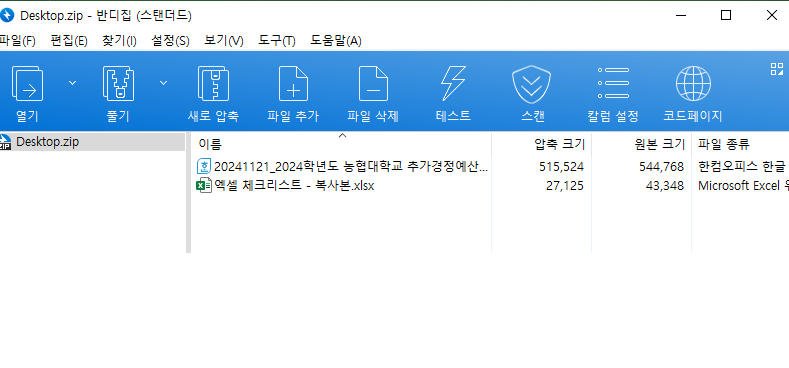 Desktop.zip - 반디집 (스탠더드)
파일(F) 편집(E) 찾기(I) 설정(S) 보기(V) 도구(T) 도움말(A)
열기 풀기 새로 압축 파일 추가 파일 삭제 테스트 스캔 칼럼 설정 코드페이지
ZIP Desktop.zip
이름 압축 크기 원본 크기 파일 종류
20241121_2024학년도 농협대학교 추가경정예산... 515,524 544,768 한컴오피스 한글
엑셀 체크리스트 - 복사본.xlsx 27,125 43,348 Microsoft Excel